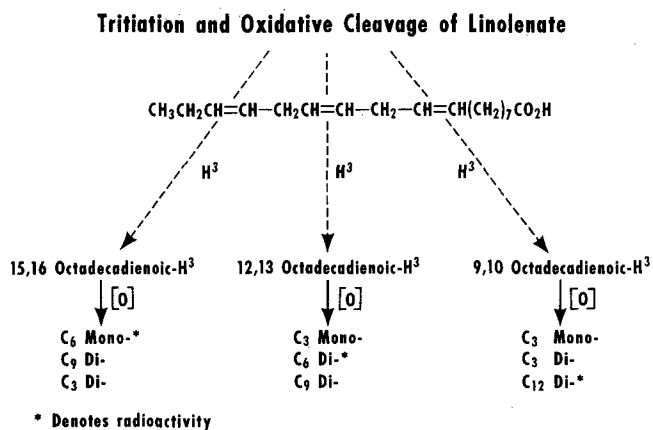 Tritiation and Oxidative Cleavage of Linolenate
CH₃CH₂CH=CH—CH₂CH=CH—CH₂—CH=CH(CH₂)₇CO₂H
H³ H³ H³
15,16 Octadecadienoic-H³ 12,13 Octadecadienoic-H³ 9,10 Octadecadienoic-H³
[O] [O] [O]
C₆ Mono-* C₃ Mono- C₃ Mono-
C₉ Di- C₆ Di-* C₃ Di-
C₃ Di- C₉ Di- C₁₂ Di-*
* Denotes radioactivity